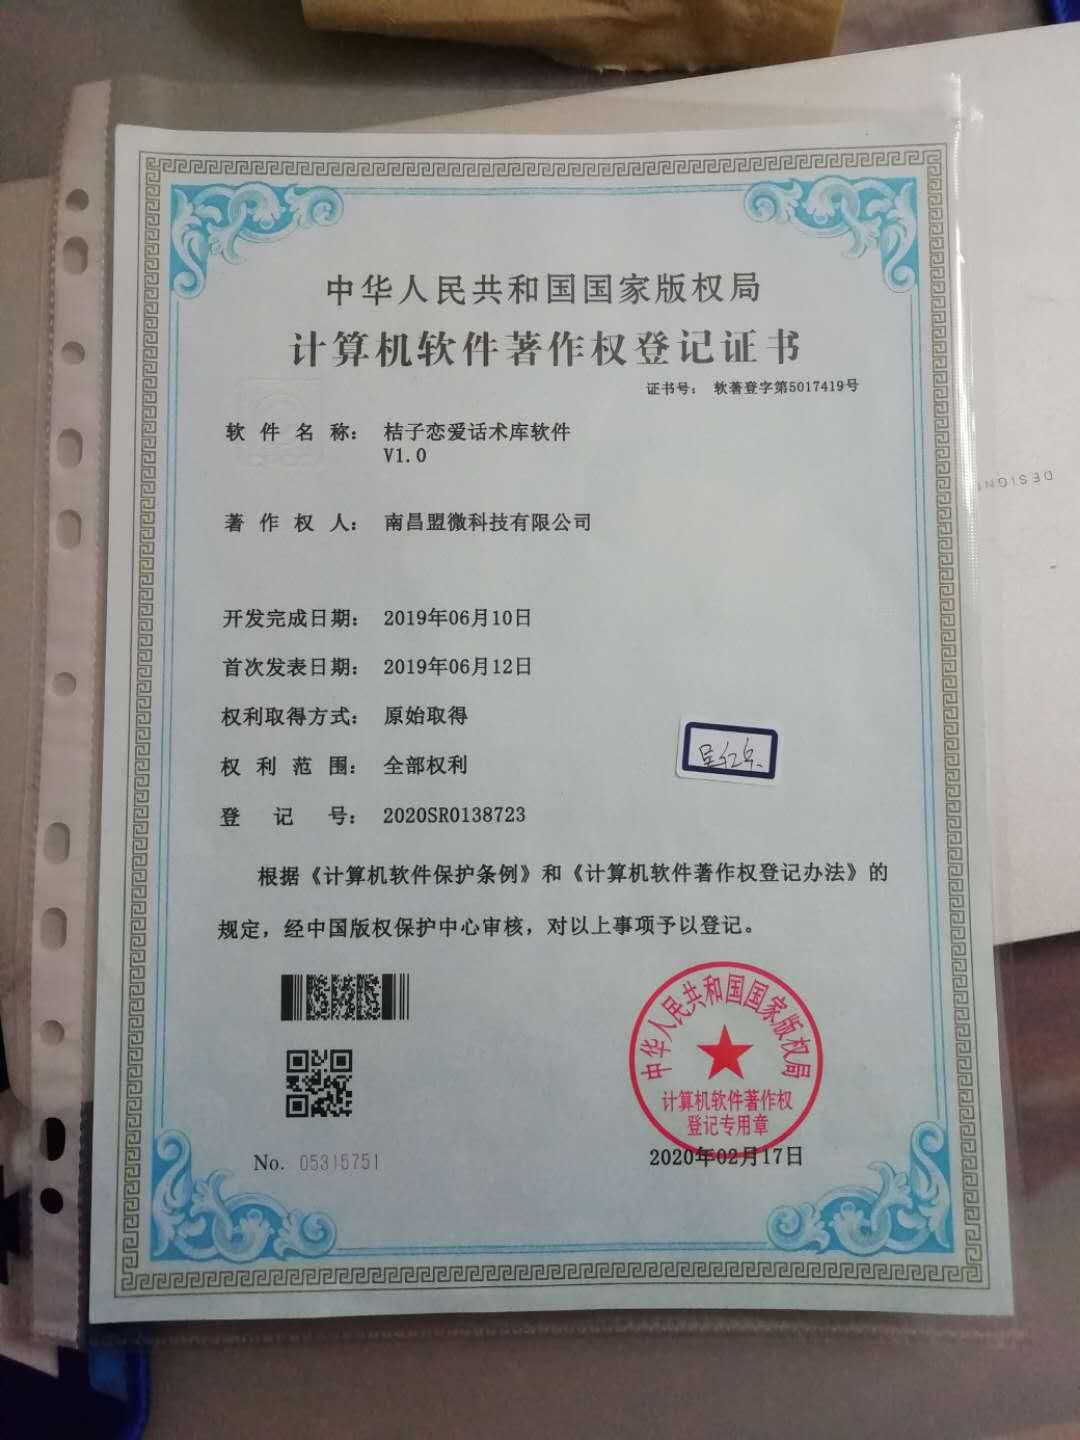 中华人民共和国国家版权局
计算机软件著作权登记证书
证书号： 软著登字第5017419号
软件名称： 桔子恋爱话术库软件
V1.0
著作权人： 南昌盟微科技有限公司
开发完成日期： 2019年06月10日
首次发表日期： 2019年06月12日
权利取得方式： 原始取得
权利范围： 全部权利
登记号： 2020SR0138723
根据《计算机软件保护条例》和《计算机软件著作权登记办法》的
规定，经中国版权保护中心审核，对以上事项予以登记。
中华人民共和国国家版权局
计算机软件著作权
登记专用章
No. 05315751
2020年02月17日
DESIGN